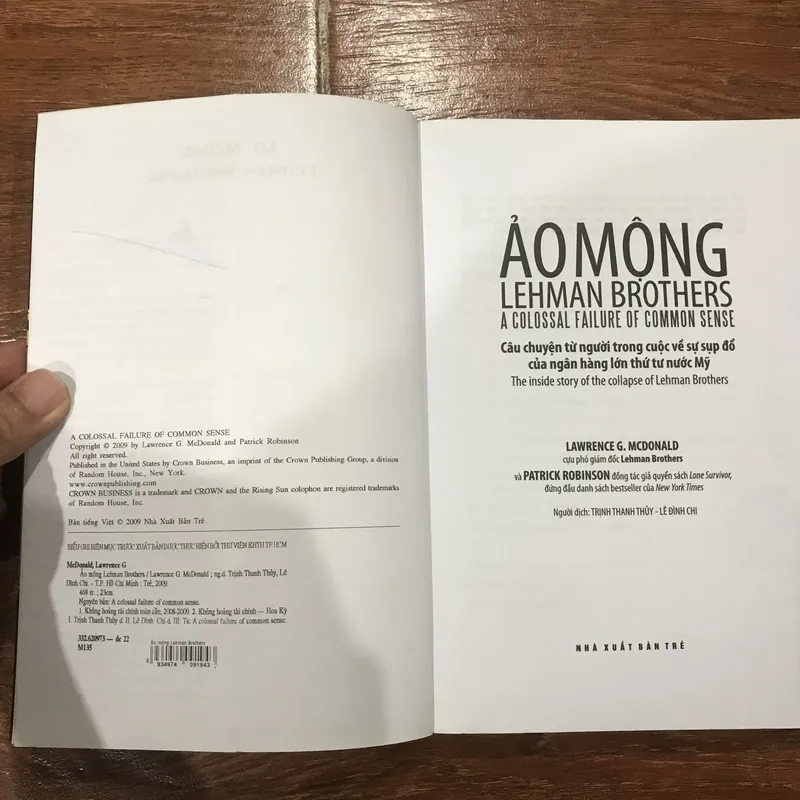 A COLOSSAL FAILURE OF COMMON SENSE
Copyright © 2009 by Lawrence G. McDonald and Patrick Robinson
All right reserved.
Published in the United States by Crown Business, an imprint of the Crown Publishing Group, a division
of Random House, Inc., New York.
www.crownpublishing.com
CROWN BUSINESS is a trademark and CROWN and the Rising Sun colophon are registered trademarks
of Random House, Inc.
Bản tiếng Việt © 2009 Nhà Xuất Bản Trẻ
BIỂU GHI BIÊN MỤC TRƯỚC XUẤT BẢN ĐƯỢC THỰC HIỆN BỞI THƯ VIỆN KHTH TP.HCM
McDonald, Lawrence G
Ảo mộng Lehman Brothers / Lawrence G. McDonald ; ng.d. Trịnh Thanh Thủy, Lê
Đình Chi. - T.P. Hồ Chí Minh : Trẻ, 2009.
468 tr. ; 23cm.
Nguyên bản: A colossal failure of common sense.
1. Khủng hoảng tài chính toàn cầu, 2008-2009. 2. Khủng hoảng tài chính — Hoa Kỳ
I. Trịnh Thanh Thủy d. II. Lê Đình Chi d. III. Ts: A colossal failure of common sense.
332.620973 — dc 22
M135
Ảo mộng Lehman Brothers
8 934974 091943
ẢO MỘNG
LEHMAN BROTHERS
A COLOSSAL FAILURE OF COMMON SENSE
Câu chuyện từ người trong cuộc về sự sụp đổ
của ngân hàng lớn thứ tư nước Mỹ
The inside story of the collapse of Lehman Brothers
LAWRENCE G. MCDONALD
cựu phó giám đốc Lehman Brothers
và PATRICK ROBINSON đồng tác giả quyển sách Lone Survivor,
đứng đầu danh sách bestseller của New York Times
Người dịch: TRỊNH THANH THỦY - LÊ ĐÌNH CHI
NHÀ XUẤT BẢN TRẺ